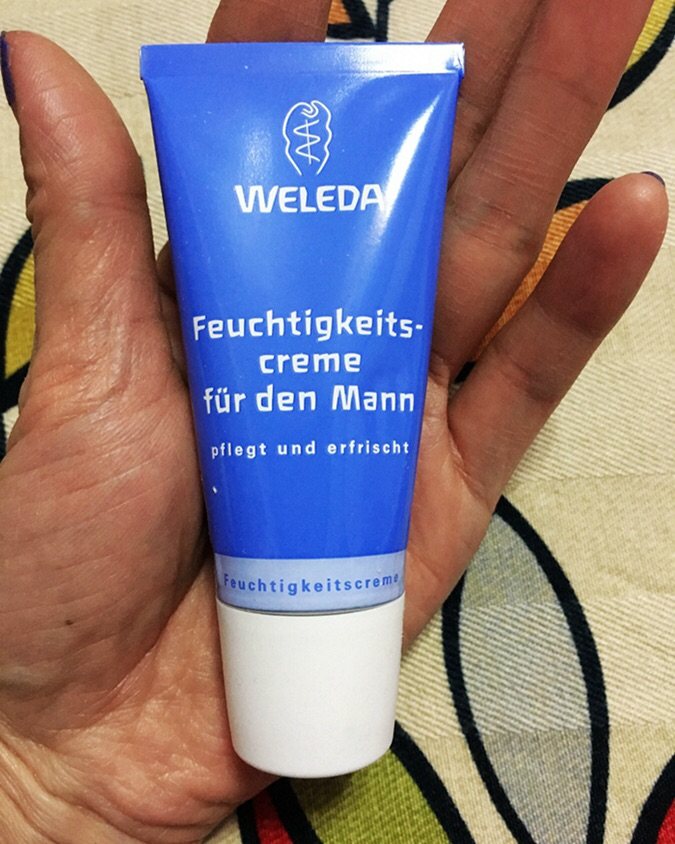 WELEDA
Feuchtigkeits-
creme
für den Mann
pflegt und erfrischt
Feuchtigkeitscreme